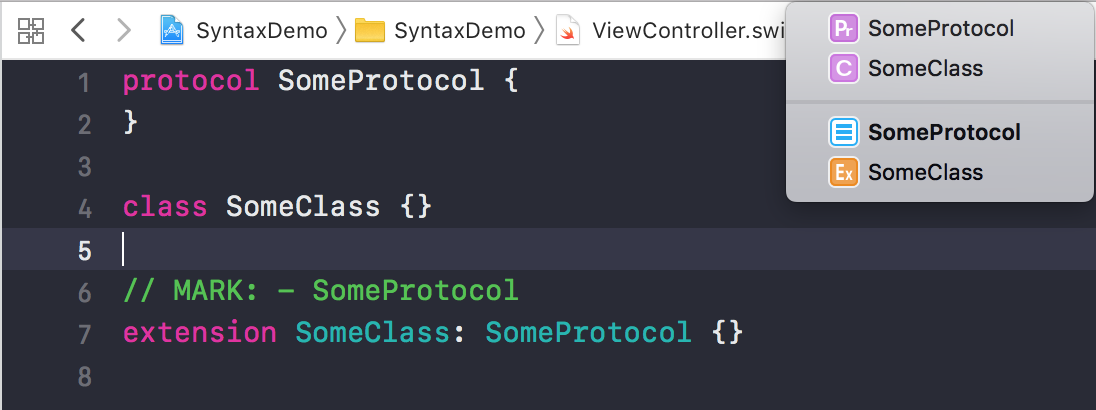 SyntaxDemo SyntaxDemo ViewController.swi
Pr SomeProtocol
C SomeClass
SomeProtocol
Ex SomeClass
1 protocol SomeProtocol {
2 }
3
4 class SomeClass {}
5
6 // MARK: - SomeProtocol
7 extension SomeClass: SomeProtocol {}
8